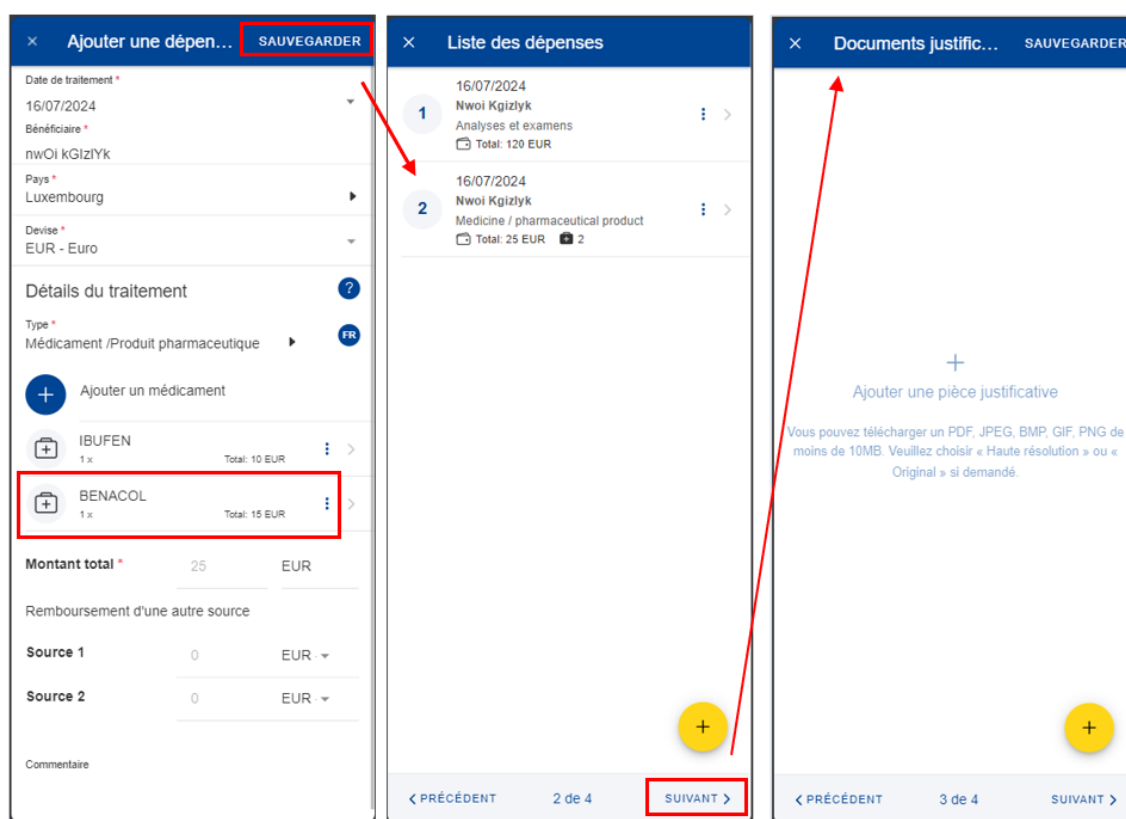 × Ajouter une dépen... SAUVEGARDER
Date de traitement *
16/07/2024
Bénéficiaire *
nwOi kGIzIYk
Pays *
Luxembourg
Devise *
EUR - Euro
Détails du traitement ?
Type *
Médicament /Produit pharmaceutique FR
+ Ajouter un médicament
IBUFEN
1 x Total: 10 EUR
BENACOL
1 x Total: 15 EUR
Montant total * 25 EUR
Remboursement d'une autre source
Source 1 0 EUR -
Source 2 0 EUR -
Commentaire
× Liste des dépenses
16/07/2024
1 Nwoi Kgizlyk
Analyses et examens
Total: 120 EUR
16/07/2024
2 Nwoi Kgizlyk
Medicine / pharmaceutical product
Total: 25 EUR 2
+
PRÉCÉDENT 2 de 4 SUIVANT
× Documents justific... SAUVEGARDER
+
Ajouter une pièce justificative
Vous pouvez télécharger un PDF, JPEG, BMP, GIF, PNG de
moins de 10MB. Veuillez choisir « Haute résolution » ou «
Original » si demandé.
+
PRÉCÉDENT 3 de 4 SUIVANT